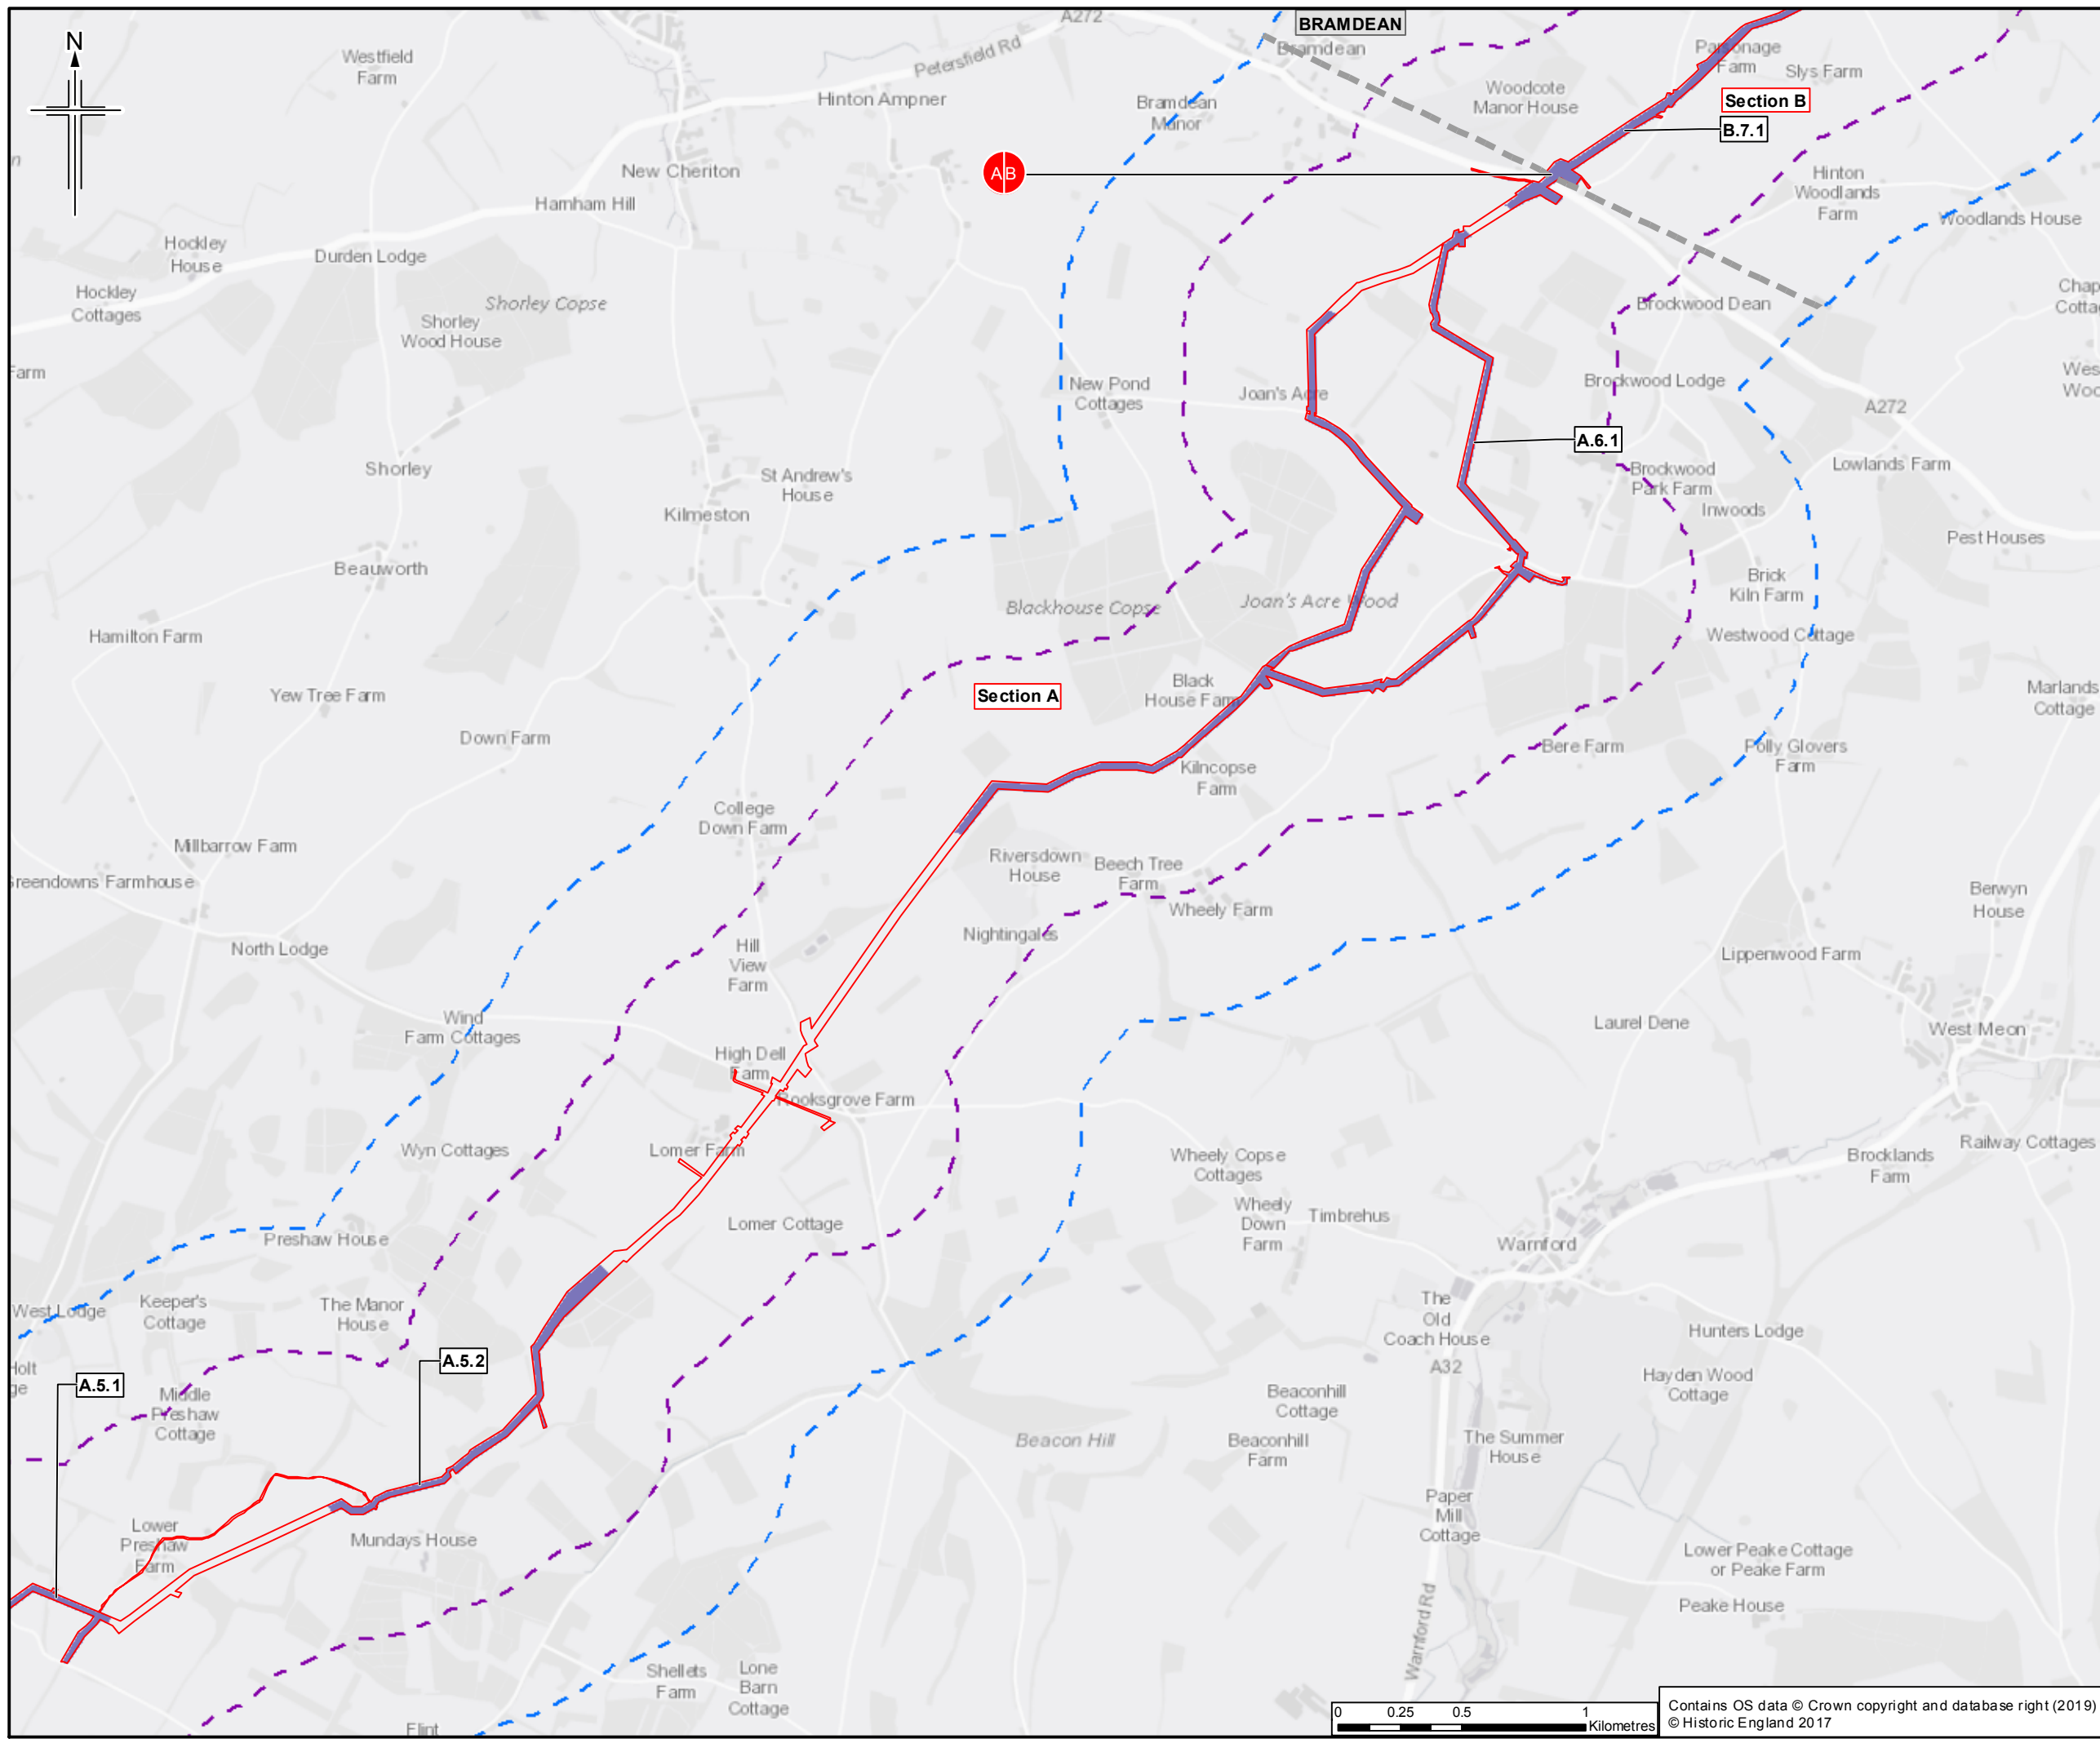 A272
BRAMDEAN
N
Bramdean
Petersfield Rd
Westfield
Farm
Parsonage
Farm
Slys Farm
Woodcote
Manor House
Section B
Hinton Ampner
Bramdean
Manor
B.7.1
New Cheriton
A B
Hinton
Woodlands
Farm
Harnham Hill
Woodlands House
Hockley
House
Durden Lodge
Hockley
Cottages
Shorley Copse
Brockwood Dean
Chap
Cotta
Shorley
Wood House
Farm
New Pond
Cottages
Joan's Acre
Brockwood Lodge
Wes
Woo
A272
A.6.1
Shorley
St Andrew's
House
Brockwood
Park Farm
Lowlands Farm
Kilmeston
Inwoods
Pest Houses
Beauworth
Brick
Kiln Farm
Blackhouse Copse
Joan's Acre Wood
Hamilton Farm
Westwood Cottage
Yew Tree Farm
Section A
Black
House Farm
Marlands
Cottage
Down Farm
Bere Farm
Polly Glovers
Farm
Kilncopse
Farm
College
Down Farm
Millbarrow Farm
Riversdown
House
Beech Tree
Farm
Greendowns Farmhouse
Wheely Farm
Berwyn
House
North Lodge
Nightingales
Hill
View
Farm
Lippenwood Farm
Wind
Farm Cottages
Laurel Dene
West Meon
High Dell
Farm
Rooksgrove Farm
Wyn Cottages
Lomer Farm
Wheely Copse
Cottages
Railway Cottages
Brocklands
Farm
Lomer Cottage
Wheely
Down
Farm
Timbrehus
Preshaw House
Warnford
West Lodge
Keeper's
Cottage
The Manor
House
The
Old
Coach House
Hunters Lodge
Holt
ge
A.5.1
A.5.2
A32
Hayden Wood
Cottage
Middle
Preshaw
Cottage
Beaconhill
Cottage
Beacon Hill
Beaconhill
Farm
The Summer
House
Paper
Mill
Cottage
Lower
Preshaw
Farm
Mundays House
Lower Peake Cottage
or Peake Farm
Peake House
Warnford Rd
Shellets
Farm
Lone
Barn
Cottage
Flint
0 0.25 0.5 1
Kilometres
Contains OS data © Crown copyright and database right (2019)
© Historic England 2017